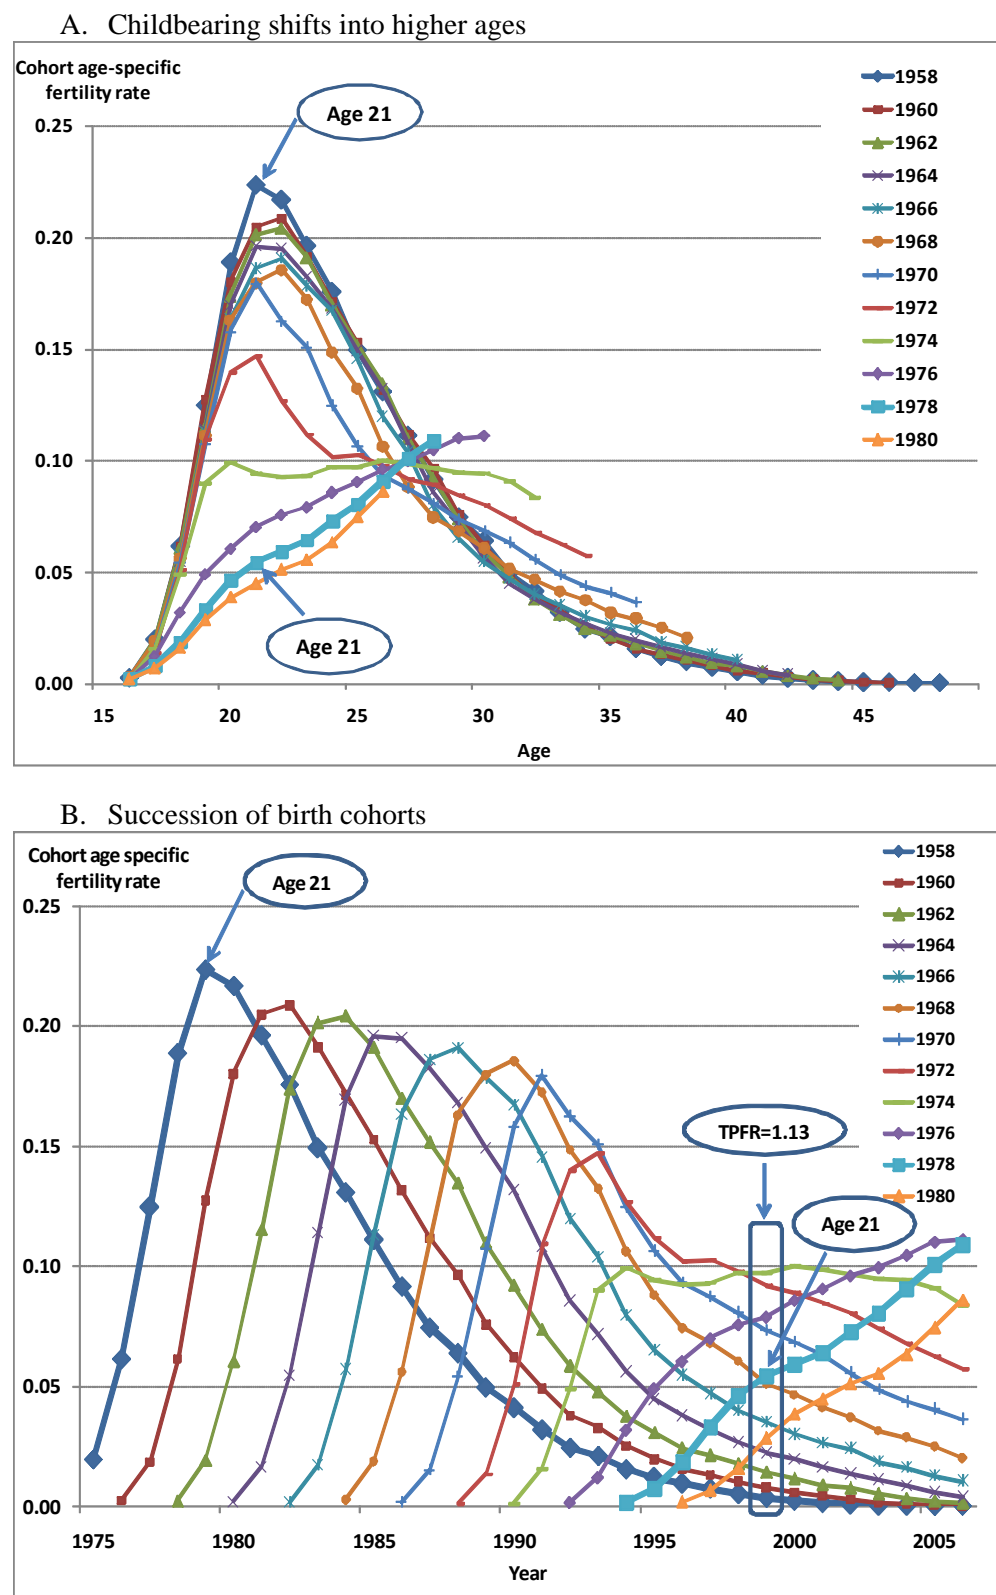 A. Childbearing shifts into higher ages
Cohort age-specific
fertility rate
Age 21
0.25
0.20
0.15
0.10
0.05
0.00
Age 21
15 20 25 30 35 40 45
Age
1958
1960
1962
1964
1966
1968
1970
1972
1974
1976
1978
1980
B. Succession of birth cohorts
Cohort age specific
fertility rate
Age 21
0.25
0.20
0.15
0.10
0.05
0.00
TPFR=1.13
Age 21
1975 1980 1985 1990 1995 2000 2005
Year
1958
1960
1962
1964
1966
1968
1970
1972
1974
1976
1978
1980